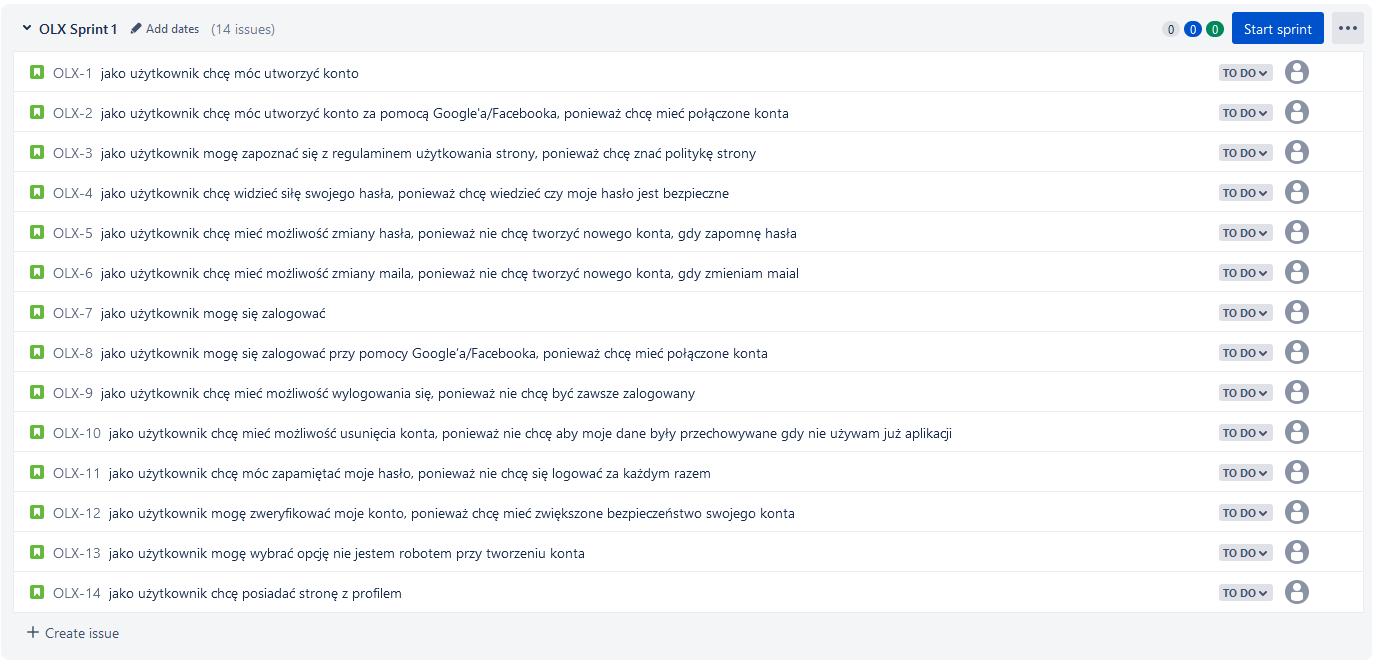 OLX Sprint 1 Add dates (14 issues) 0 0 0 Start sprint
OLX-1 jako użytkownik chcę móc utworzyć konto TO DO
OLX-2 jako użytkownik chcę móc utworzyć konto za pomocą Google'a/Facebooka, ponieważ chcę mieć połączone konta TO DO
OLX-3 jako użytkownik mogę zapoznać się z regulaminem użytkowania strony, ponieważ chcę znać politykę strony TO DO
OLX-4 jako użytkownik chcę widzieć siłę swojego hasła, ponieważ chcę wiedzieć czy moje hasło jest bezpieczne TO DO
OLX-5 jako użytkownik chcę mieć możliwość zmiany hasła, ponieważ nie chcę tworzyć nowego konta, gdy zapomnę hasła TO DO
OLX-6 jako użytkownik chcę mieć możliwość zmiany maila, ponieważ nie chcę tworzyć nowego konta, gdy zmieniam maial TO DO
OLX-7 jako użytkownik mogę się zalogować TO DO
OLX-8 jako użytkownik mogę się zalogować przy pomocy Google'a/Facebooka, ponieważ chcę mieć połączone konta TO DO
OLX-9 jako użytkownik chcę mieć możliwość wylogowania się, ponieważ nie chcę być zawsze zalogowany TO DO
OLX-10 jako użytkownik chcę mieć możliwość usunięcia konta, ponieważ nie chcę aby moje dane były przechowywane gdy nie używam już aplikacji TO DO
OLX-11 jako użytkownik chcę móc zapamiętać moje hasło, ponieważ nie chcę się logować za każdym razem TO DO
OLX-12 jako użytkownik mogę zweryfikować moje konto, ponieważ chcę mieć zwiększone bezpieczeństwo swojego konta TO DO
OLX-13 jako użytkownik mogę wybrać opcję nie jestem robotem przy tworzeniu konta TO DO
OLX-14 jako użytkownik chcę posiadać stronę z profilem TO DO
+ Create issue